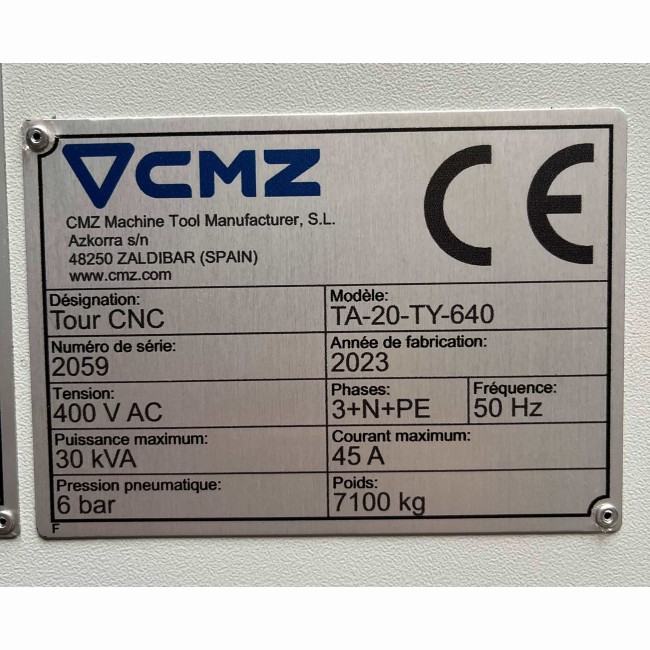 CMZ
CE
CMZ Machine Tool Manufacturer, S.L.
Azkorra s/n
48250 ZALDIBAR (SPAIN)
www.cmz.com
Désignation:
Tour CNC
Modèle:
TA-20-TY-640
Numéro de série:
2059
Année de fabrication:
2023
Tension:
400 V AC
Phases:
3+N+PE
Fréquence:
50 Hz
Puissance maximum:
30 kVA
Courant maximum:
45 A
Pression pneumatique:
6 bar
Poids:
7100 kg
F